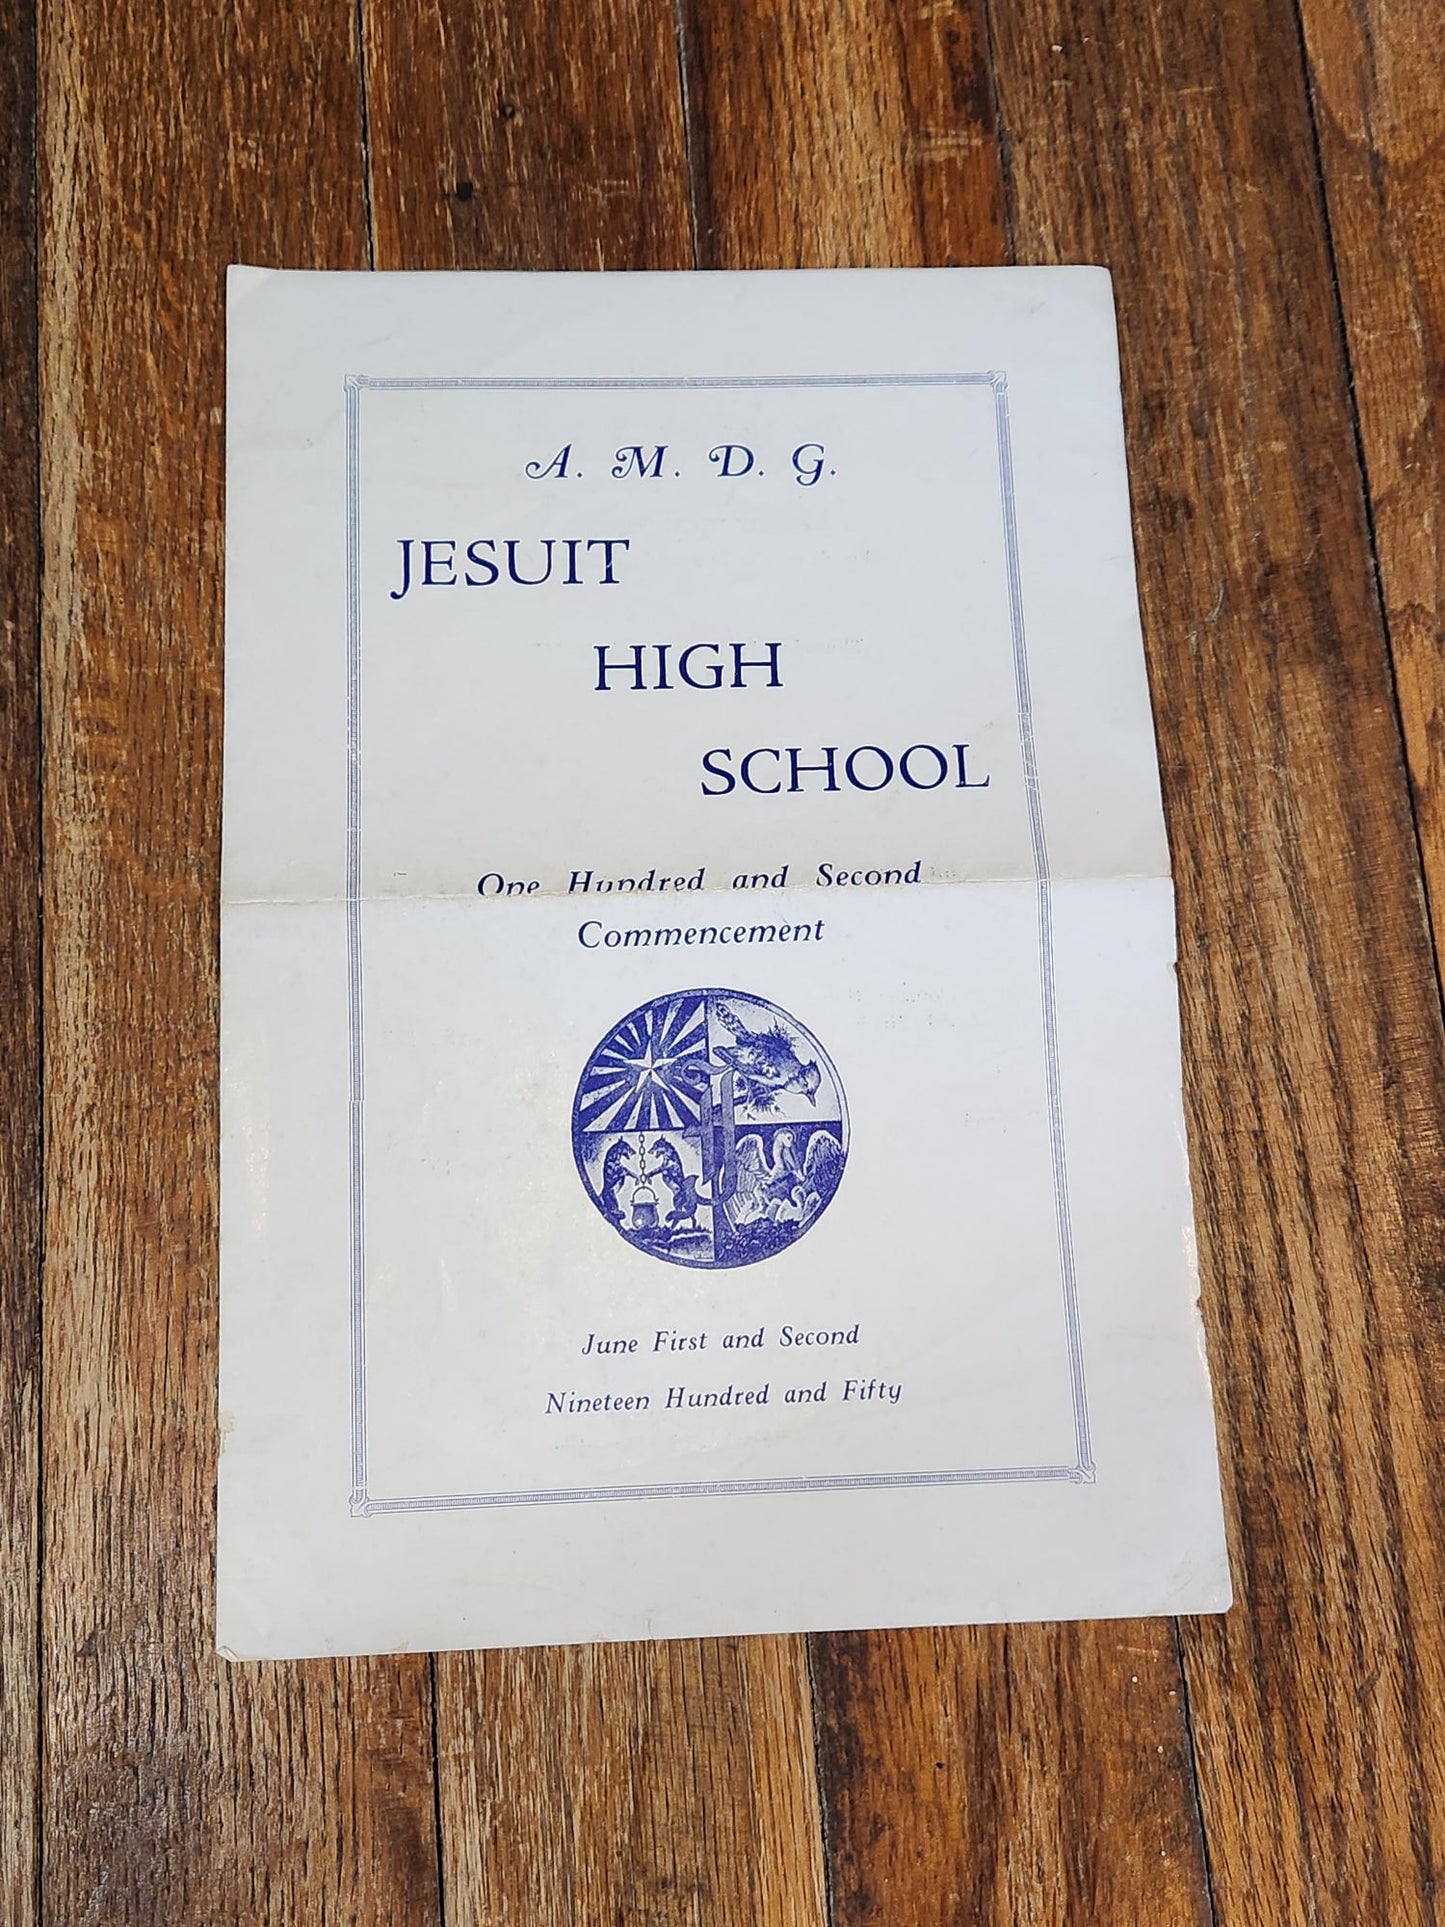 A. M. D. G.
JESUIT
HIGH
SCHOOL
One Hundred and Second
Commencement
June First and Second
Nineteen Hundred and Fifty